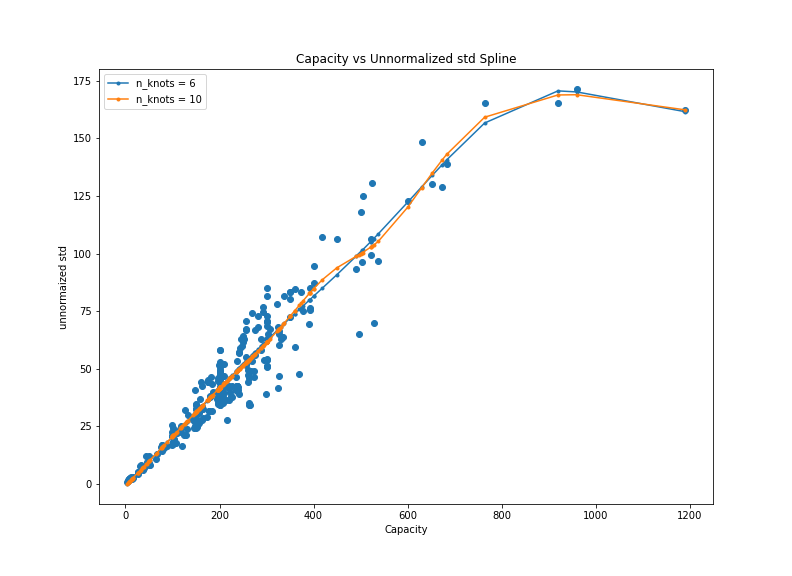 Capacity vs Unnormalized std Spline
n_knots = 6
n_knots = 10
175
150
125
100
75
50
25
0
unnormaized std
0 200 400 600 800 1000 1200
Capacity